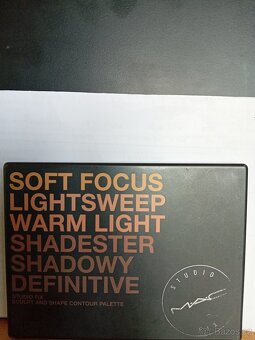 SOFT FOCUS
LIGHTSWEEP
WARM LIGHT
SHADESTER
SHADOWY
DEFINITIVE
STUDIO FIX
SCULPT AND SHAPE CONTOUR PALETTE
STUDIO
MAC